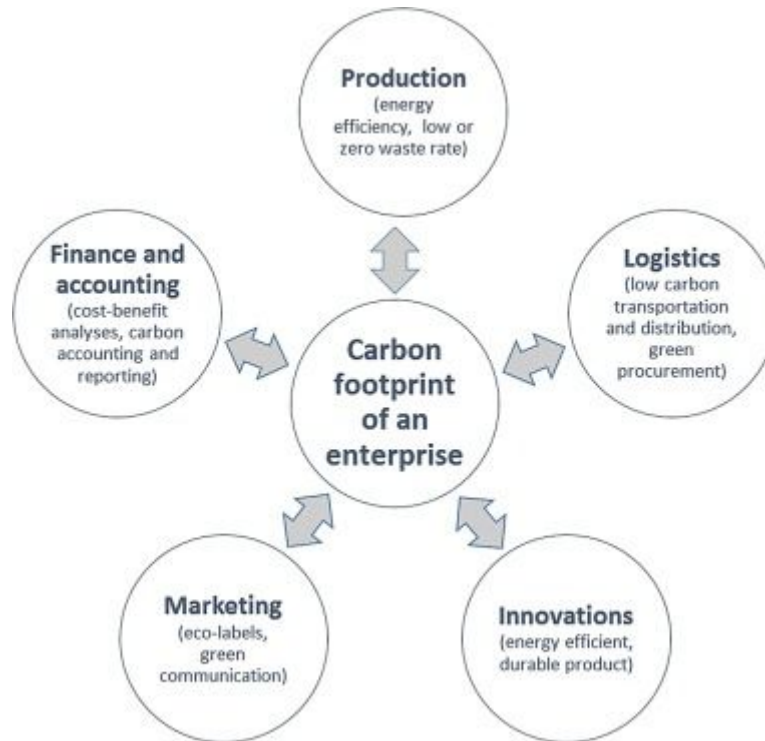 Production
(energy
efficiency, low or
zero waste rate)
Finance and
accounting
(cost-benefit
analyses, carbon
accounting and
reporting)
Logistics
(low carbon
transportation
and distribution,
green
procurement)
Carbon
footprint
of an
enterprise
Marketing
(eco-labels,
green
communication)
Innovations
(energy efficient,
durable product)